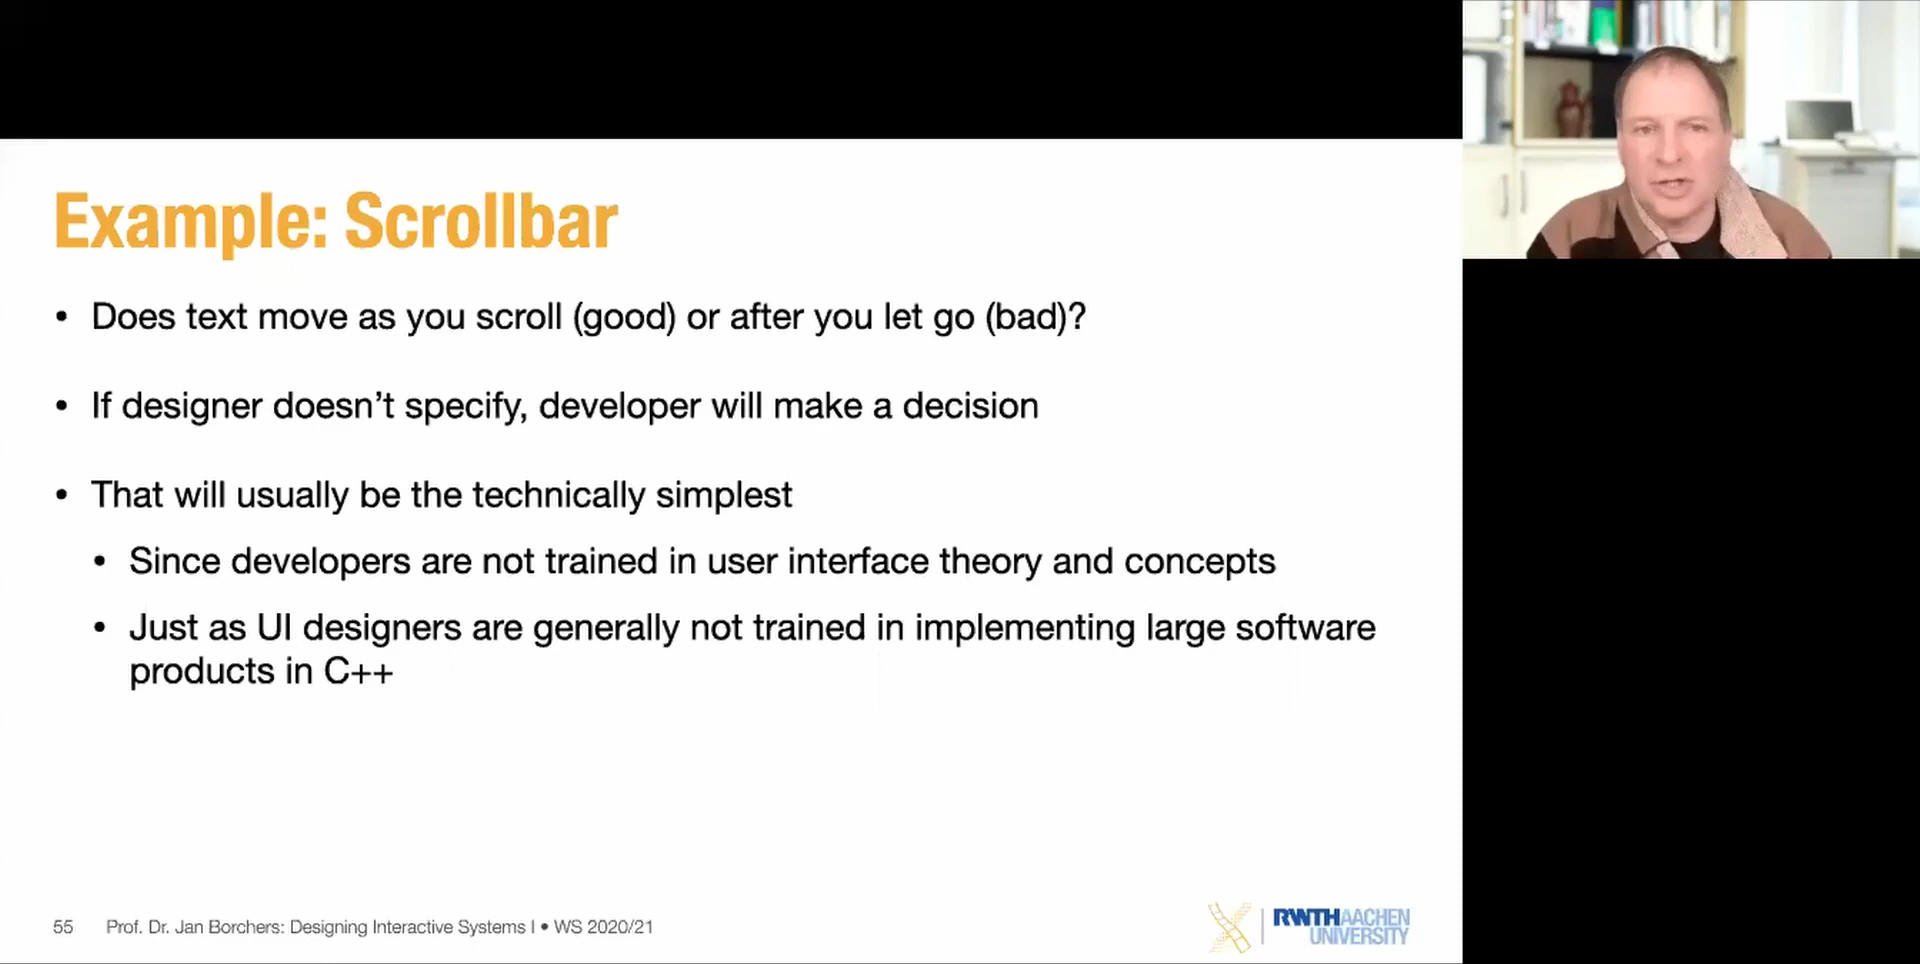 Example: Scrollbar
• Does text move as you scroll (good) or after you let go (bad)?
• If designer doesn’t specify, developer will make a decision
• That will usually be the technically simplest
• Since developers are not trained in user interface theory and concepts
• Just as UI designers are generally not trained in implementing large software
products in C++
55 Prof. Dr. Jan Borchers: Designing Interactive Systems I • WS 2020/21
RWTHAACHEN
UNIVERSITY